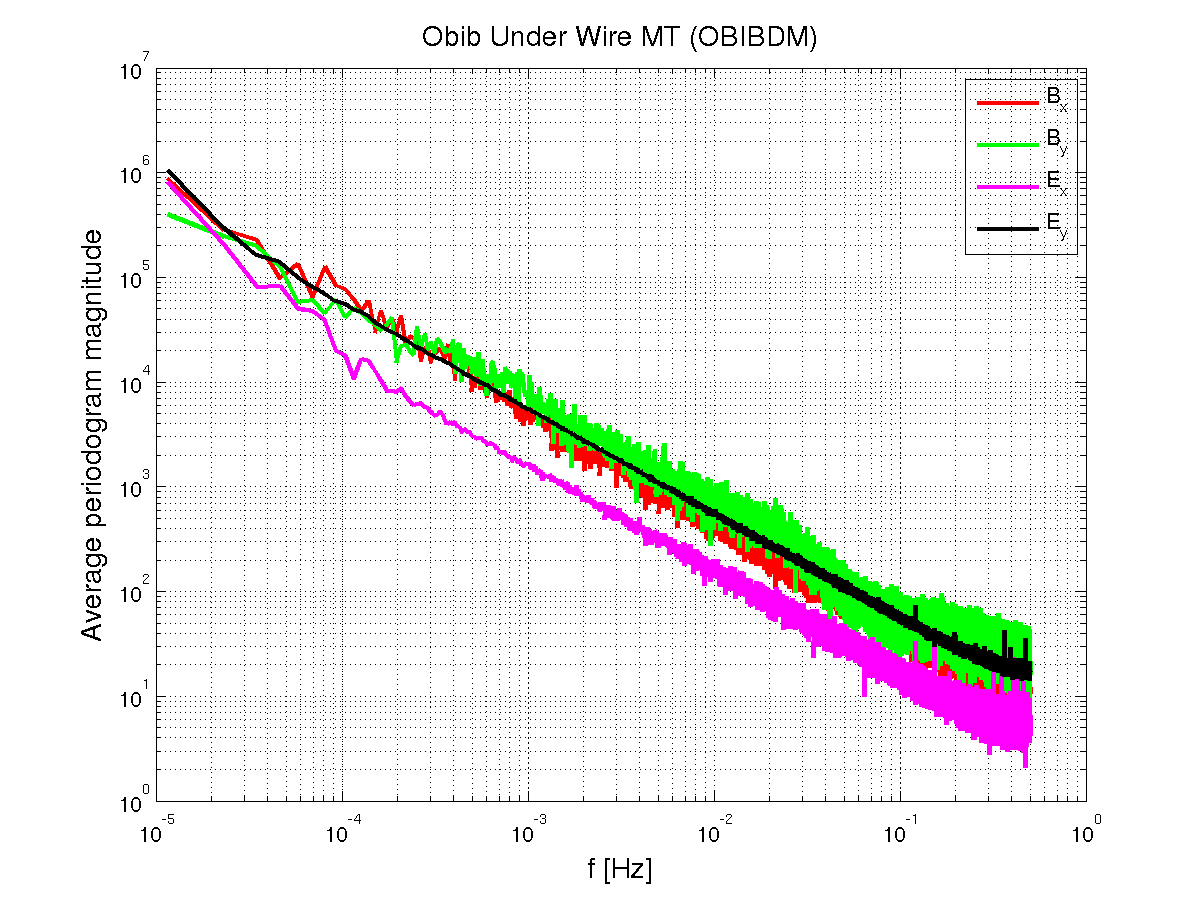 Obib Under Wire MT (OBIBDM)
10^7
10^6
10^5
10^4
10^3
10^2
10^1
10^0
Average periodogram magnitude
B_x
B_y
E_x
E_y
10^-5 10^-4 10^-3 10^-2 10^-1 10^0
f [Hz]